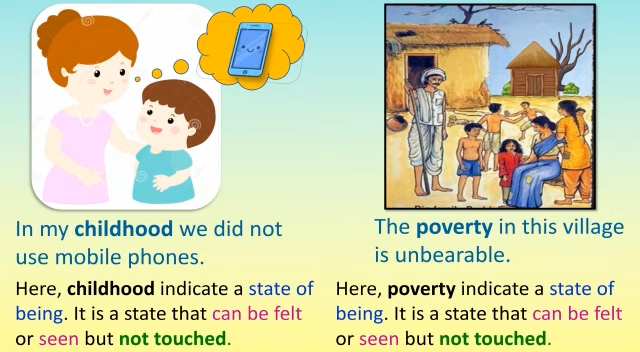 In my childhood we did not
use mobile phones.
Here, childhood indicate a state of
being. It is a state that can be felt
or seen but not touched.
The poverty in this village
is unbearable.
Here, poverty indicate a state of
being. It is a state that can be felt
or seen but not touched.